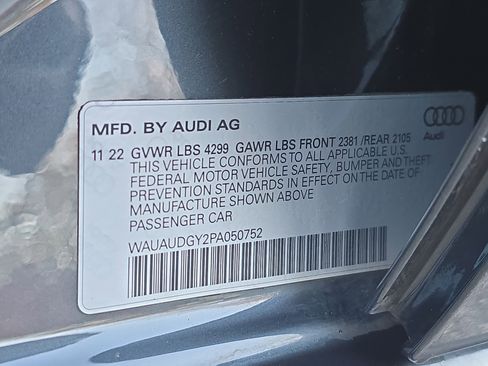 MFD. BY AUDI AG
Audi
11 22 GVWR LBS 4299 GAWR LBS FRONT 2381 /REAR 2105
THIS VEHICLE CONFORMS TO ALL APPLICABLE U.S.
FEDERAL MOTOR VEHICLE SAFETY, BUMPER AND THEFT
PREVENTION STANDARDS IN EFFECT ON THE DATE OF
MANUFACTURE SHOWN ABOVE
PASSENGER CAR
WAUAUDGY2PA050752